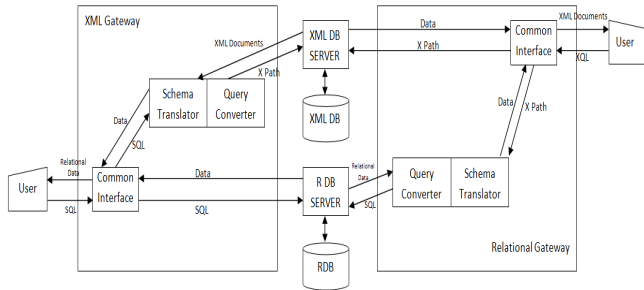 XML Gateway
XML Documents
X Path
Schema
Translator
Query
Converter
Data
SQL
User
Relational
Data
SQL
Common
Interface
Data
SQL
XML DB
SERVER
XML DB
R DB
SERVER
RDB
Data
X Path
Common
Interface
XML Documents
XQL
User
Data
X Path
Relational
Data
SQL
Query
Converter
Schema
Translator
Relational Gateway